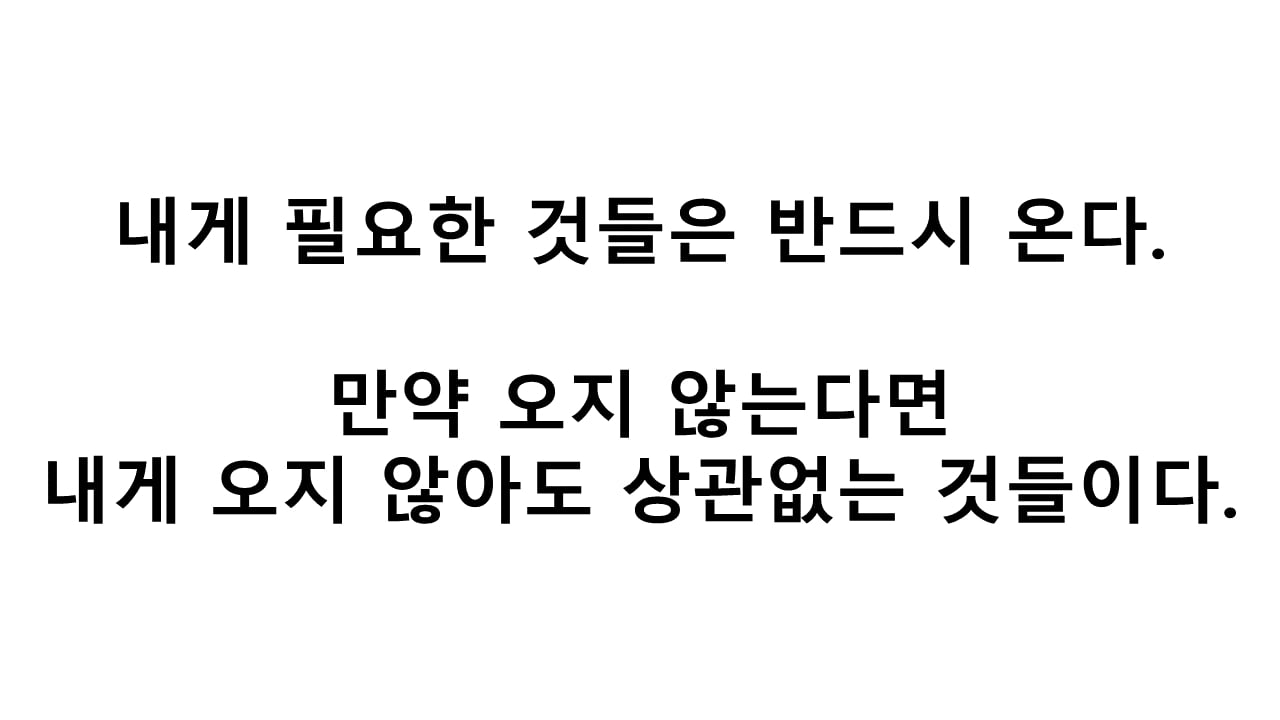 내게 필요한 것들은 반드시 온다.
만약 오지 않는다면
내게 오지 않아도 상관없는 것들이다.